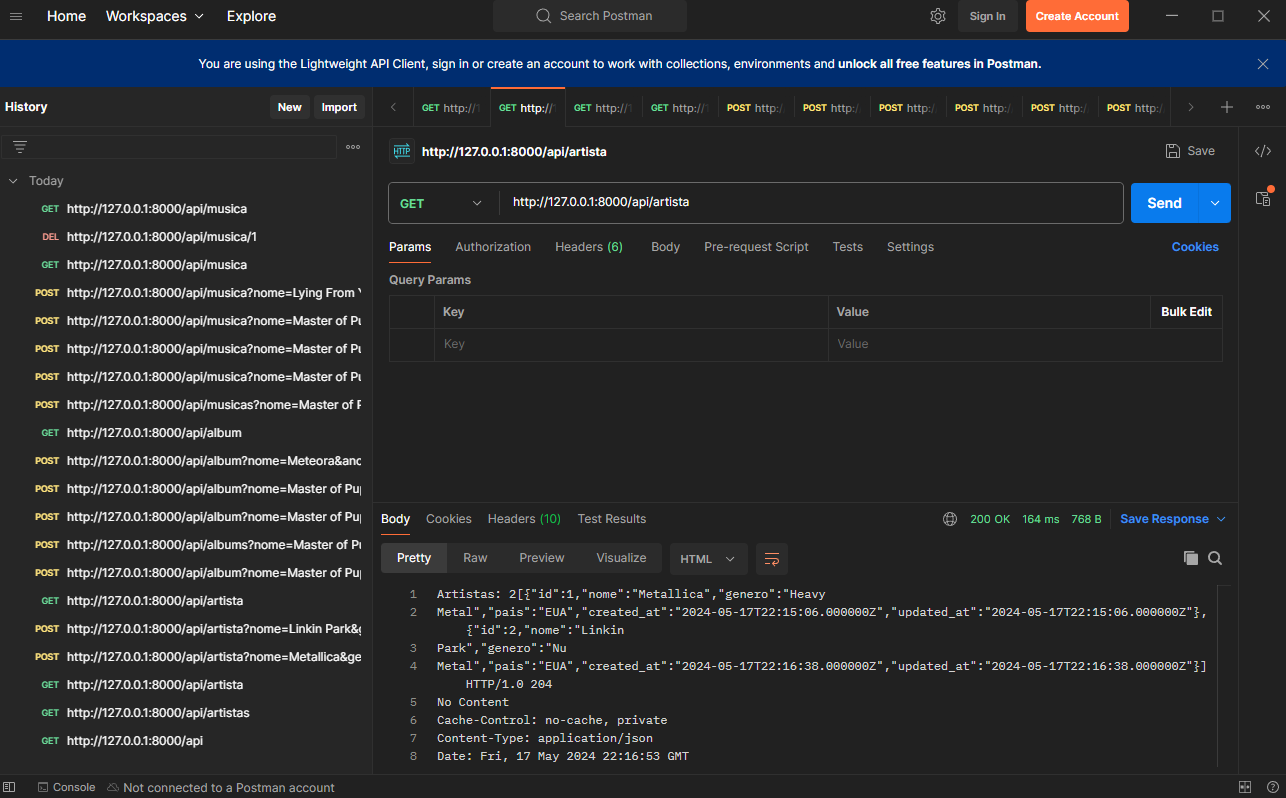 Home Workspaces Explore Search Postman Sign In Create Account
You are using the Lightweight API Client, sign in or create an account to work with collections, environments and unlock all free features in Postman.
History New Import
GET http:// GET http:// GET http:// GET http:// POST http: POST http: POST http: POST http: POST http: POST http:
HTTP http://127.0.0.1:8000/api/artista Save
GET http://127.0.0.1:8000/api/artista Send
Params Authorization Headers (6) Body Pre-request Script Tests Settings Cookies
Query Params
Key Value Bulk Edit
Key Value
Today
GET http://127.0.0.1:8000/api/musica
DEL http://127.0.0.1:8000/api/musica/1
GET http://127.0.0.1:8000/api/musica
POST http://127.0.0.1:8000/api/musica?nome=Lying From
POST http://127.0.0.1:8000/api/musica?nome=Master of Pu
POST http://127.0.0.1:8000/api/musica?nome=Master of Pu
POST http://127.0.0.1:8000/api/musica?nome=Master of Pu
POST http://127.0.0.1:8000/api/musicas?nome=Master of P
GET http://127.0.0.1:8000/api/album
POST http://127.0.0.1:8000/api/album?nome=Meteora&ano
POST http://127.0.0.1:8000/api/album?nome=Master of Pup
POST http://127.0.0.1:8000/api/album?nome=Master of Pup
POST http://127.0.0.1:8000/api/albums?nome=Master of Pu
POST http://127.0.0.1:8000/api/album?nome=Master of Pup
GET http://127.0.0.1:8000/api/artista
POST http://127.0.0.1:8000/api/artista?nome=Linkin Park&g
POST http://127.0.0.1:8000/api/artista?nome=Metallica&ge
GET http://127.0.0.1:8000/api/artista
GET http://127.0.0.1:8000/api/artistas
GET http://127.0.0.1:8000/api
Body Cookies Headers (10) Test Results 200 OK 164 ms 768 B Save Response
Pretty Raw Preview Visualize HTML
1 Artistas: 2[{"id":1,"nome":"Metallica","genero":"Heavy
2 Metal","pais":"EUA","created_at":"2024-05-17T22:15:06.000000Z","updated_at":"2024-05-17T22:15:06.000000Z"},
{"id":2,"nome":"Linkin
3 Park","genero":"Nu
4 Metal","pais":"EUA","created_at":"2024-05-17T22:16:38.000000Z","updated_at":"2024-05-17T22:16:38.000000Z"}]
HTTP/1.0 204
5 No Content
6 Cache-Control: no-cache, private
7 Content-Type: application/json
8 Date: Fri, 17 May 2024 22:16:53 GMT
Console Not connected to a Postman account